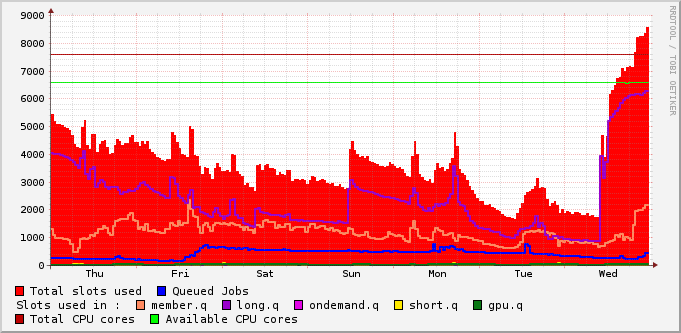 RRDTOOL / TOBI OETIKER
9000
8000
7000
6000
5000
4000
3000
2000
1000
0
Thu Fri Sat Sun Mon Tue Wed
Total slots used Queued Jobs
Slots used in : member.q long.q ondemand.q short.q gpu.q
Total CPU cores Available CPU cores